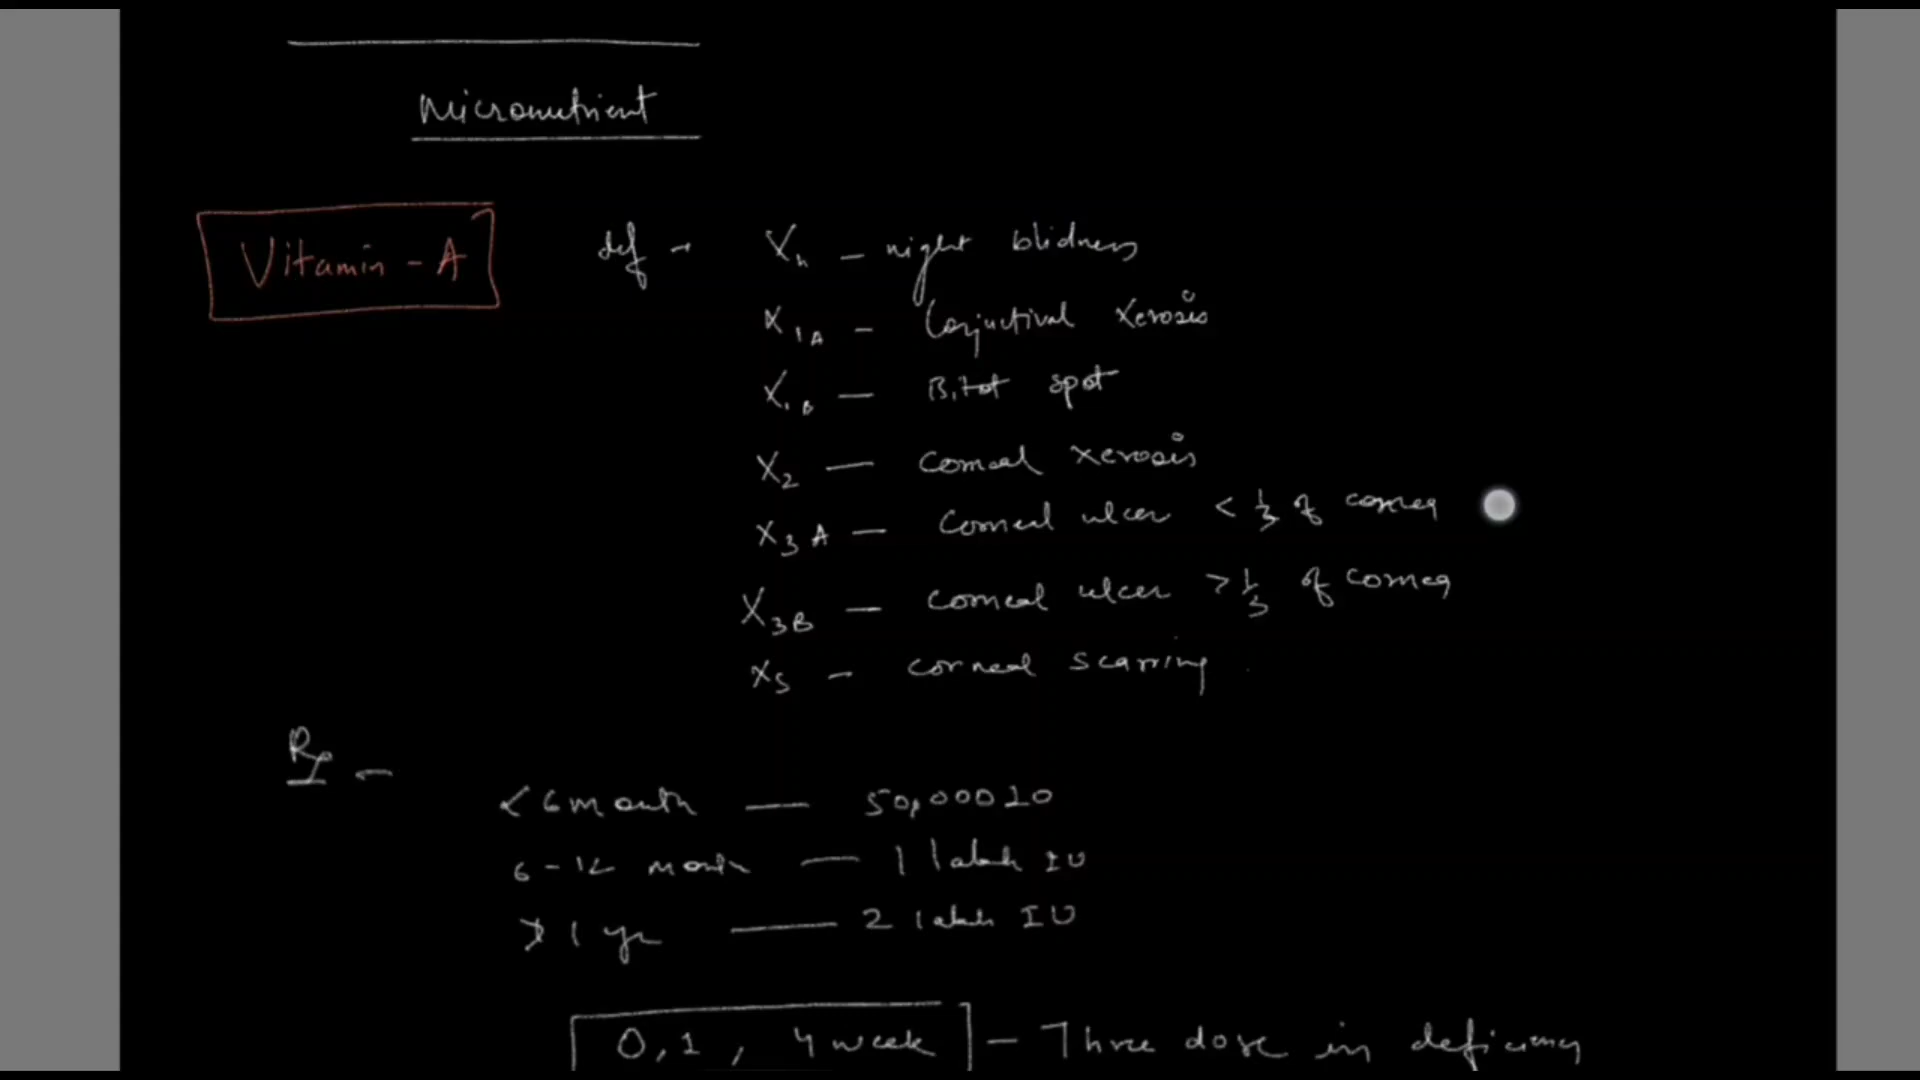 Micronutrient
Vitamin - A
def → Xn - night blidness
X1A - Conjuctival Xerosis
X1B - Bitot spot
X2 - Corneal xerosis
X3A - Corneal ulcer < 1/3 of cornea
X3B - corneal ulcer > 1/3 of cornea
XS - corneal scarring
Rx -
< 6 month - 50,000 IU
6-12 month - 1 lakh IU
> 1 yr - 2 lakh IU
0, 1, 4 week - Three dose in deficiency